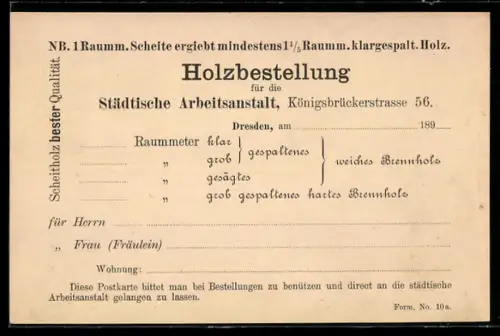 NB. 1 Raumm. Scheite ergiebt mindestens 1 1/5 Raumm. klargespalt. Holz.
Scheitholz bester Qualität.
Holzbestellung
für die
Städtische Arbeitsanstalt, Königsbrückerstrasse 56.
Dresden, am 189
Raummeter klar
„ grob } gespaltenes
„ gesägtes } weiches Brennholz
„ grob gespaltenes hartes Brennholz
für Herrn
„ Frau (Fräulein)
Wohnung:
Diese Postkarte bittet man bei Bestellungen zu benützen und direct an die städtische
Arbeitsanstalt gelangen zu lassen.
Form. No. 10a.